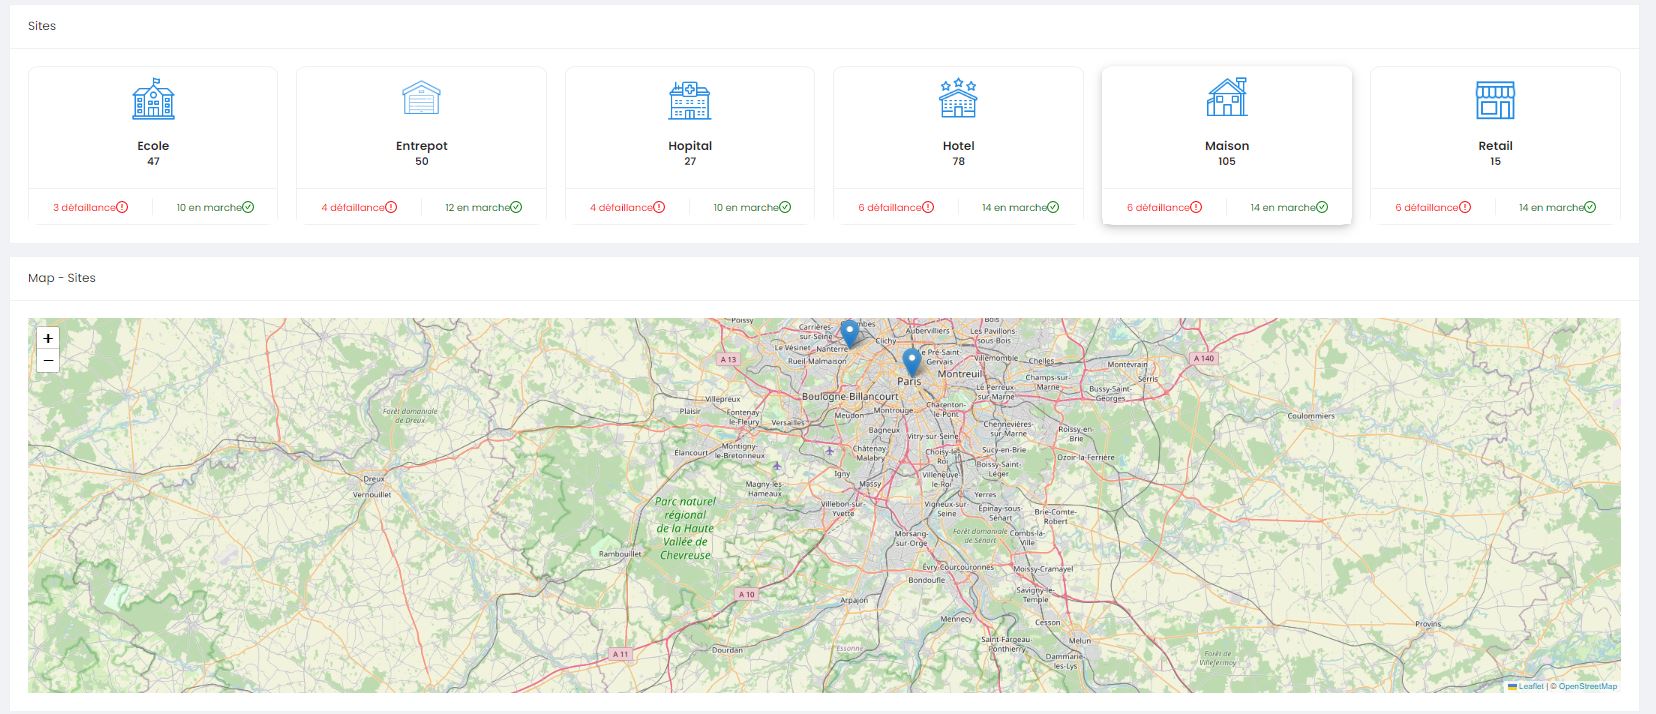 Sites
Ecole
47
3 défaillance
10 en marche
Entrepot
50
4 défaillance
12 en marche
Hopital
27
4 défaillance
10 en marche
Hotel
78
6 défaillance
14 en marche
Maison
105
6 défaillance
14 en marche
Retail
15
6 défaillance
14 en marche
Map - Sites
+
−
Poissy
Carrières-
sur-Seine
Clichy
Aubervilliers
Les Pavillons-
sous-Bois
Le Vésinet
Nanterre
Rueil-Malmaison
Gervais
Villemomble
Chelles
A 13
A 140
Montévrain
Serris
Paris
Montreuil
Champs-sur-
Marne
Bussy-Saint-
Georges
Le Perreux-
sur-Marne
Boulogne-Billancourt
Charenton-
le-Pont
Montrouge
Meudon
Villepreux
Plaisir
Fontenay
-le-Fleury
Versailles
Forêt domaniale
de Dreux
Coulommiers
Bagneux
Vitry-sur Seine
Chennevières-
sur-Marne
Roissy-en-
Brie
Élancourt
Montigny-
le-Bretonneux
Châtenay
Malabry
Choisy-le-
Roi
Sucy-en-Brie
Boissy-Saint-
Léger
Ozoir-la-Ferrière
Igny
Massy
Villeneuve-
le-Roi
Dreux
Vernouillet
Magny-les-
Hameaux
Yerres
Villebon-sur-
Yvette
Vigneux-sur-
Seine
Épinay-sous
Sénart
Brie-Comte-
Robert
Parc naturel
régional
de la Haute
Vallée de
Chevreuse
Morsang-
sur-Orge
Forêt domaniale
de Sénart
Combs-la-
Ville
Rambouillet
Évry-Courcouronnes
Bondoufle
Moissy-Cramayel
A 10
Arpajon
Savigny-le-
Temple
Mennecy
Cesson
Provins
A 11
Dourdan
Essonne
Saint-Fargeau-
Ponthierry
Melun
Dammarie-
les-Lys
Forêt de
Villefermoy
Leaflet | © OpenStreetMap